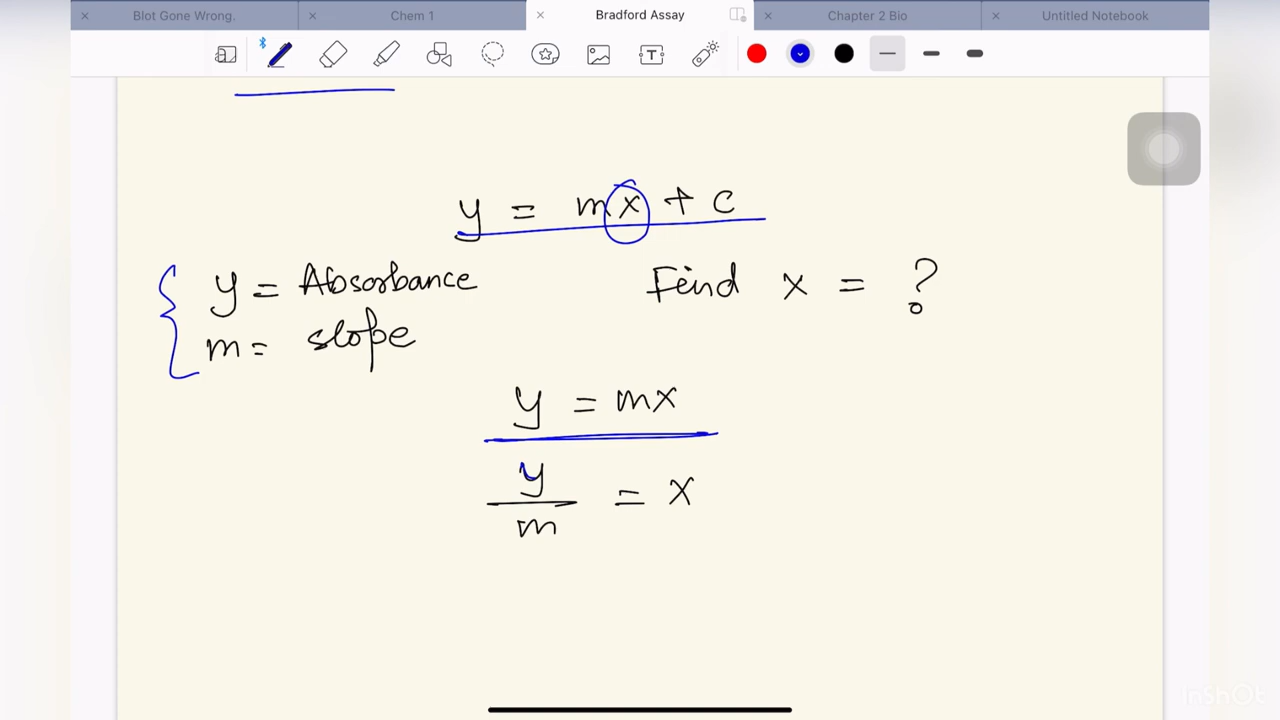 Blot Gone Wrong.
Chem 1
Bradford Assay
Chapter 2 Bio
Untitled Notebook
y = mx + c
y = Absorbance
Find x = ?
m = slope
y = mx
y
m
= x
InShOt